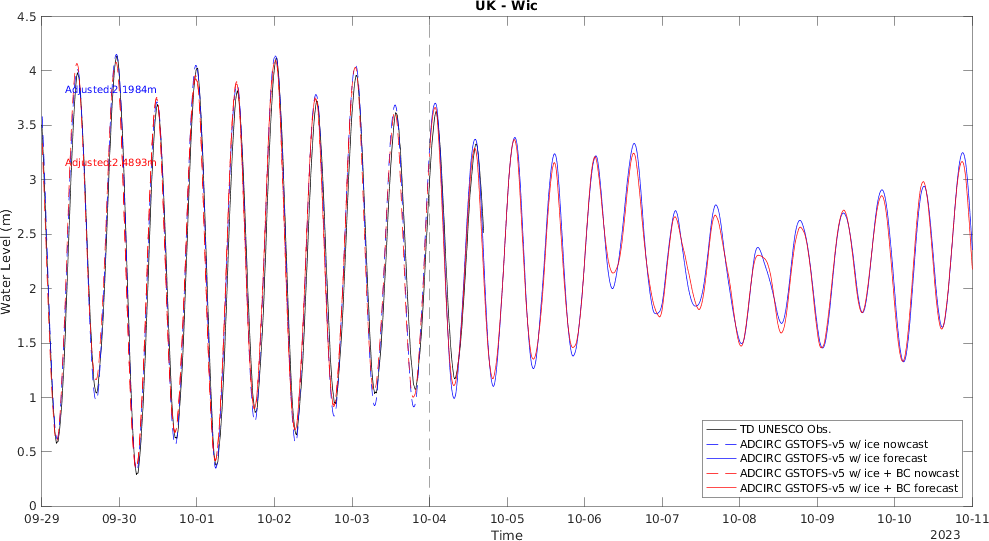 UK - Wic
4.5
4
3.5
3
2.5
2
1.5
1
0.5
0
Water Level (m)
Adjusted:2.1984m
Adjusted:2.4893m
TD UNESCO Obs.
ADCIRC GSTOFS-v5 w/ ice nowcast
ADCIRC GSTOFS-v5 w/ ice forecast
ADCIRC GSTOFS-v5 w/ ice + BC nowcast
ADCIRC GSTOFS-v5 w/ ice + BC forecast
09-29 09-30 10-01 10-02 10-03 10-04 10-05 10-06 10-07 10-08 10-09 10-10 10-11
Time
2023